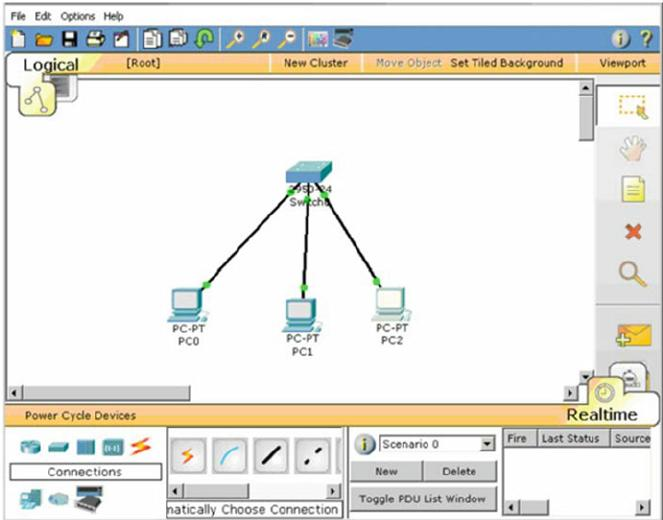 File Edit Options Help
Logical [Root] New Cluster Move Object Set Tiled Background Viewport
2950-24
Switch0
PC-PT
PC0
PC-PT
PC1
PC-PT
PC2
Power Cycle Devices
Realtime
Scenario 0
Fire Last Status Source
Connections
New Delete
Toggle PDU List Window
matically Choose Connection